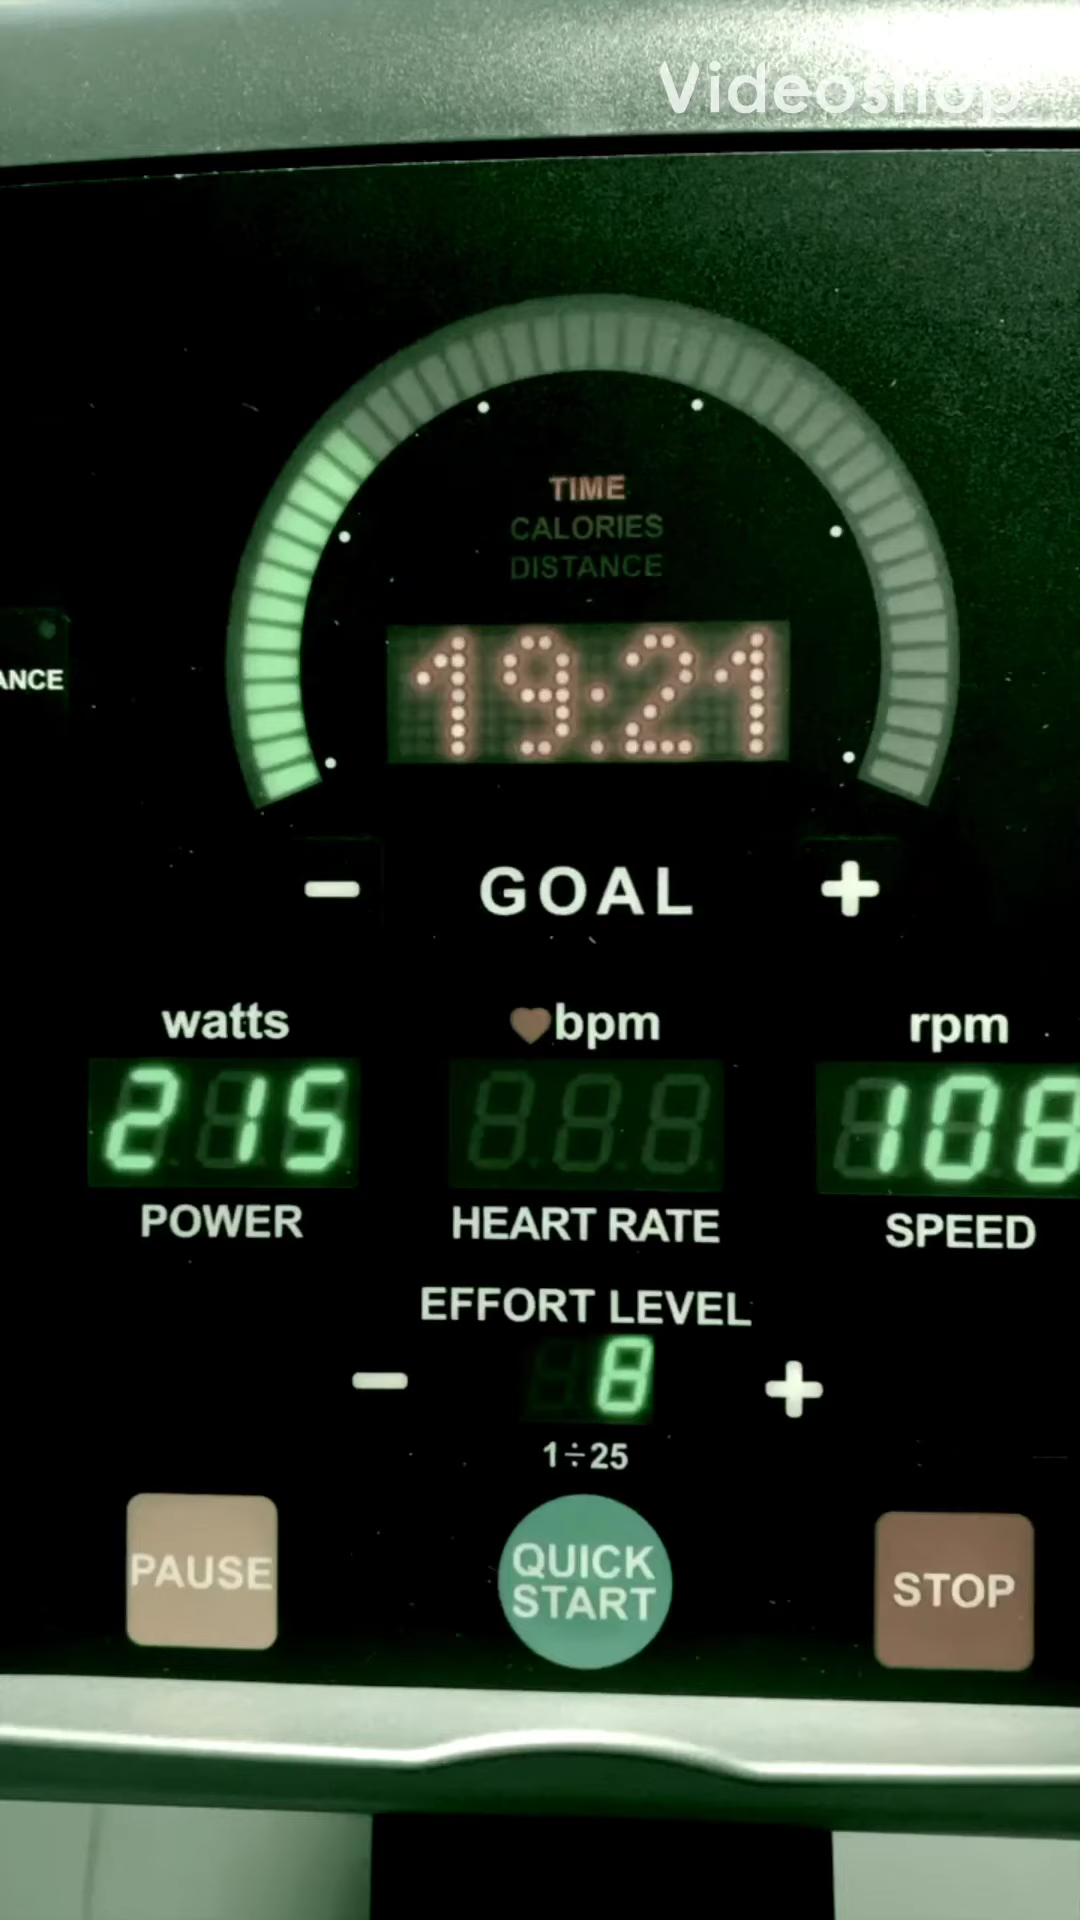 Videoshop
TIME
CALORIES
DISTANCE
19:21
ANCE
GOAL
watts
bpm
rpm
215
108
POWER
HEART RATE
SPEED
EFFORT LEVEL
8
1÷25
PAUSE
QUICK
START
STOP